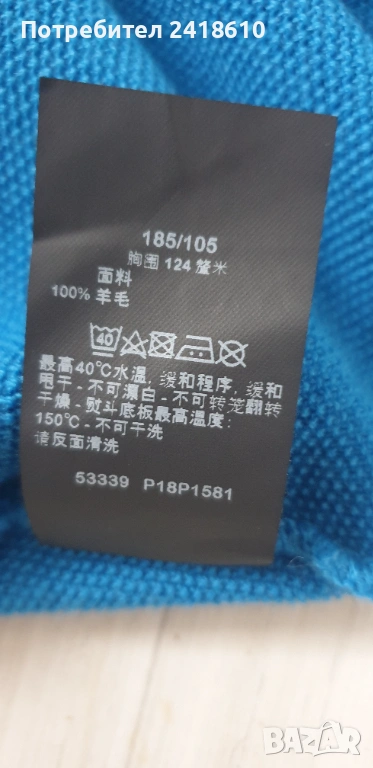 Потребител 2418610
185/105
胸围 124 釐米
面料
100% 羊毛
40
最高40℃水温, 缓和程序, 缓和
甩干 - 不可漂白 - 不可转笼翻转
干燥 - 熨斗底板最高温度:
150℃ - 不可干洗
请反面清洗
53339 P18P1581
BAZAR